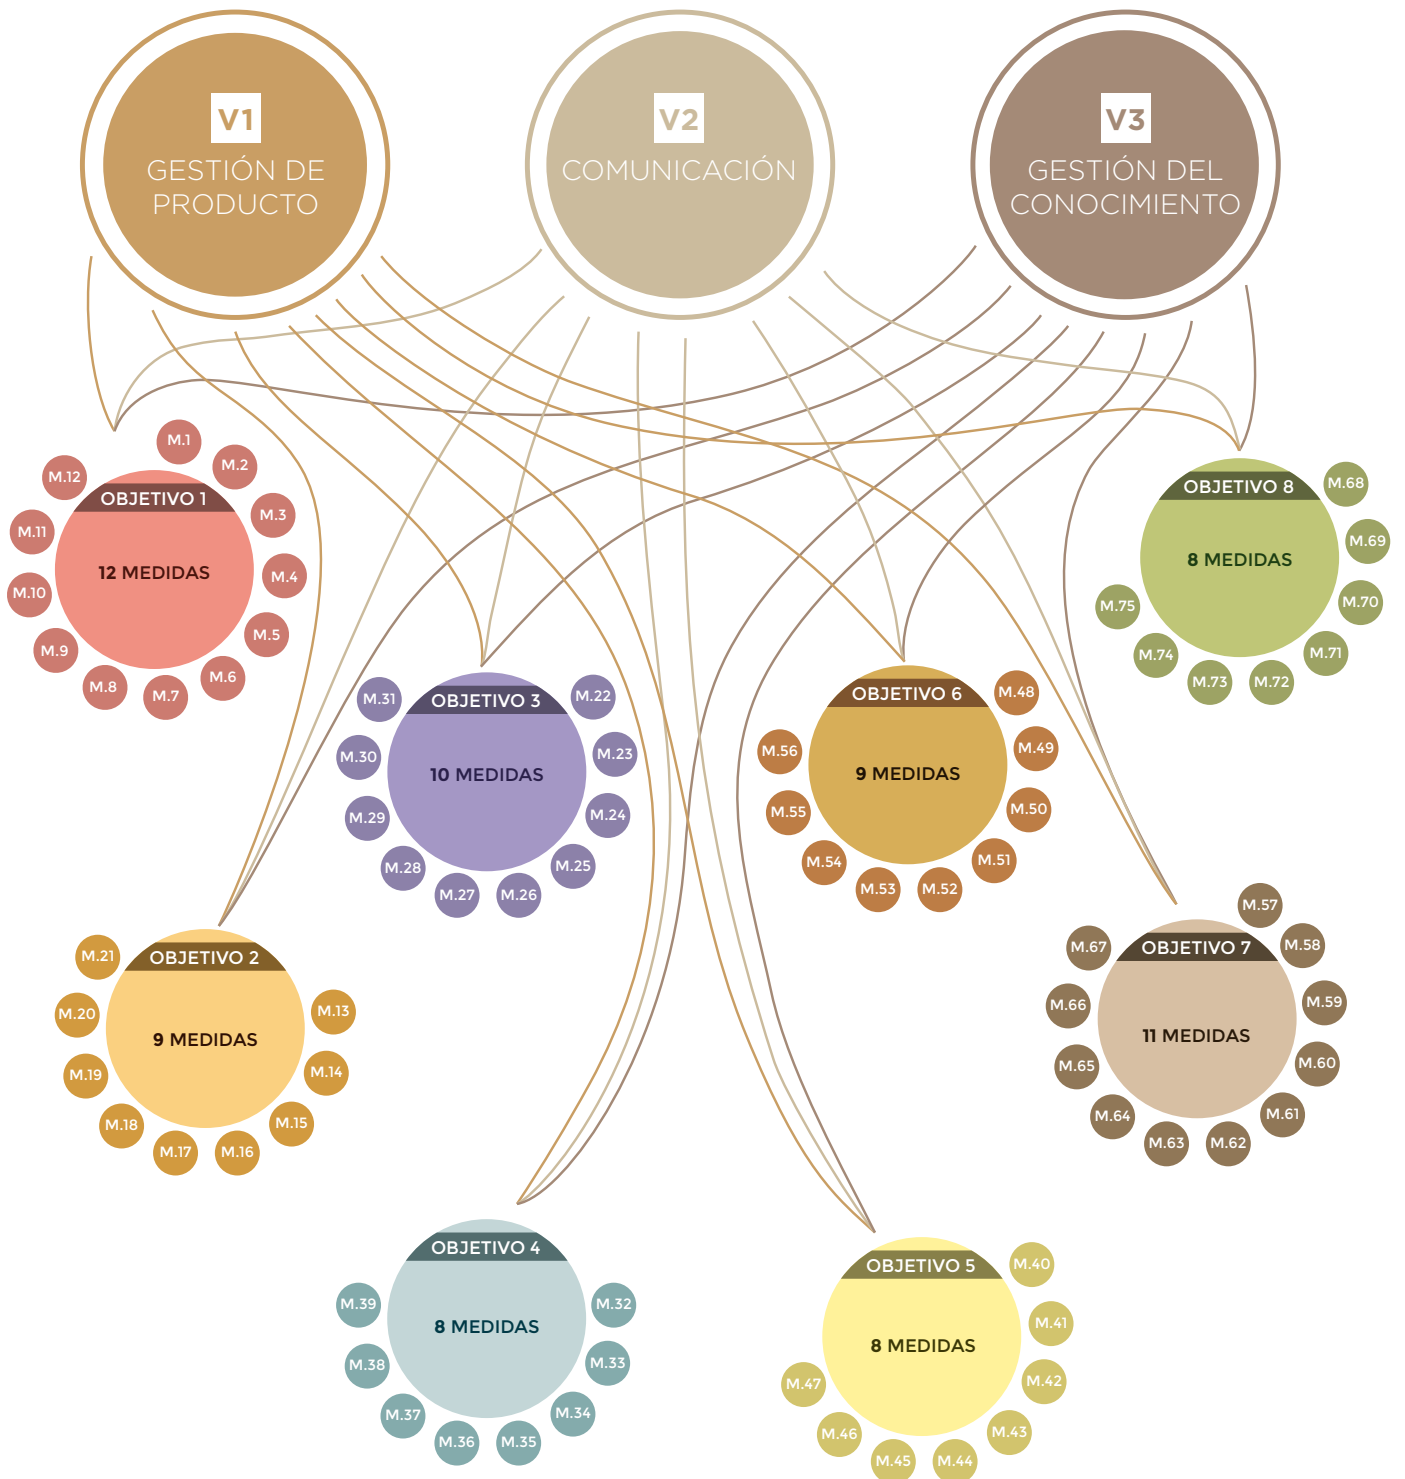 V1
GESTIÓN DE
PRODUCTO
V2
COMUNICACIÓN
V3
GESTIÓN DEL
CONOCIMIENTO
OBJETIVO 1
12 MEDIDAS
M.1
M.2
M.3
M.4
M.5
M.6
M.7
M.8
M.9
M.10
M.11
M.12
OBJETIVO 2
9 MEDIDAS
M.13
M.14
M.15
M.16
M.17
M.18
M.19
M.20
M.21
OBJETIVO 3
10 MEDIDAS
M.22
M.23
M.24
M.25
M.26
M.27
M.28
M.29
M.30
M.31
OBJETIVO 4
8 MEDIDAS
M.32
M.33
M.34
M.35
M.36
M.37
M.38
M.39
OBJETIVO 5
8 MEDIDAS
M.40
M.41
M.42
M.43
M.44
M.45
M.46
M.47
OBJETIVO 6
9 MEDIDAS
M.48
M.49
M.50
M.51
M.52
M.53
M.54
M.55
M.56
OBJETIVO 7
11 MEDIDAS
M.57
M.58
M.59
M.60
M.61
M.62
M.63
M.64
M.65
M.66
M.67
OBJETIVO 8
8 MEDIDAS
M.68
M.69
M.70
M.71
M.72
M.73
M.74
M.75